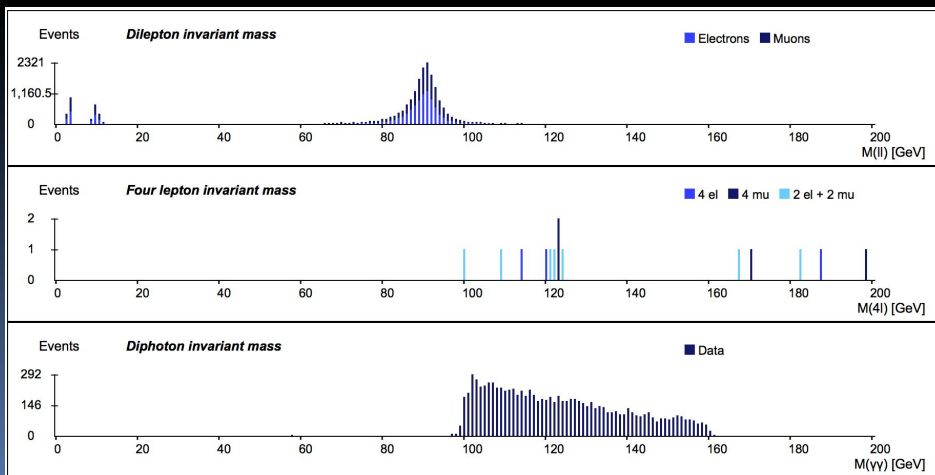 Events Dilepton invariant mass Electrons Muons
2321
1,160.5
0
0 20 40 60 80 100 120 140 160 180 200
M(ll) [GeV]
Events Four lepton invariant mass 4 el 4 mu 2 el + 2 mu
2
1
0
0 20 40 60 80 100 120 140 160 180 200
M(4l) [GeV]
Events Diphoton invariant mass Data
292
146
0
0 20 40 60 80 100 120 140 160 180 200
M(γγ) [GeV]